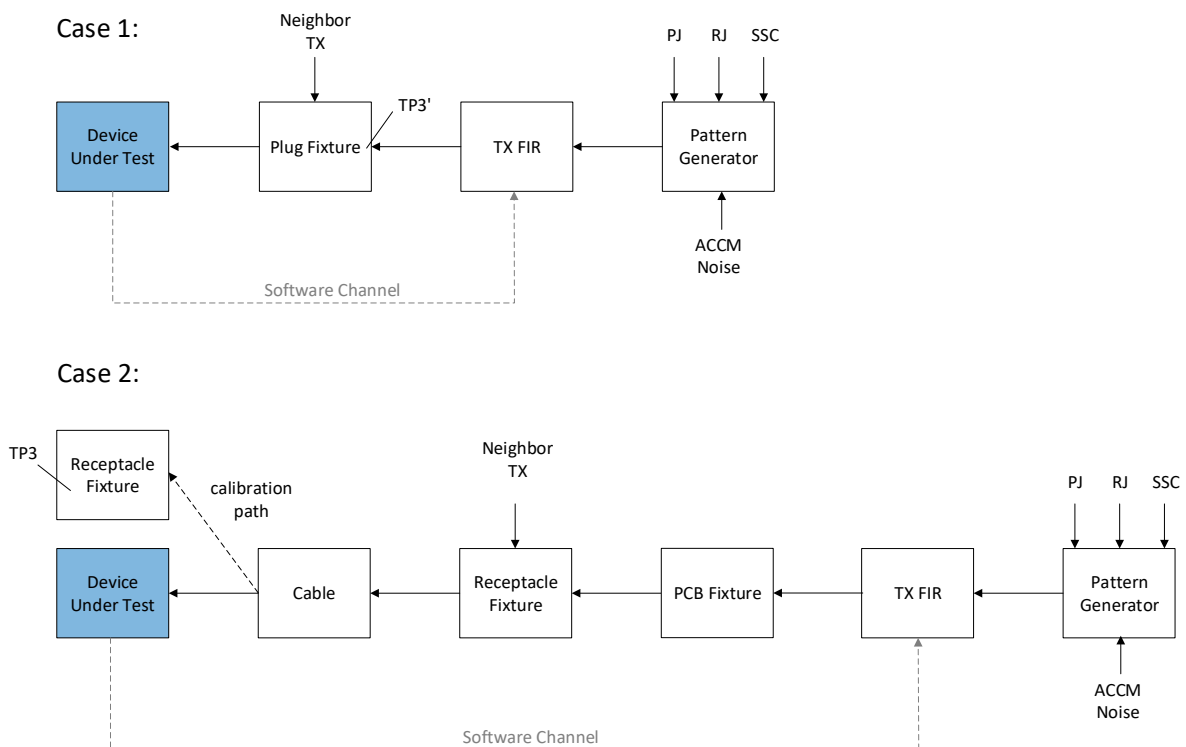 Case 1:
Neighbor
TX
PJ
RJ
SSC
TP3'
Device
Under Test
Plug Fixture
TX FIR
Pattern
Generator
ACCM
Noise
Software Channel
Case 2:
TP3
Receptacle
Fixture
calibration
path
Neighbor
TX
PJ
RJ
SSC
Device
Under Test
Cable
Receptacle
Fixture
PCB Fixture
TX FIR
Pattern
Generator
ACCM
Noise
Software Channel